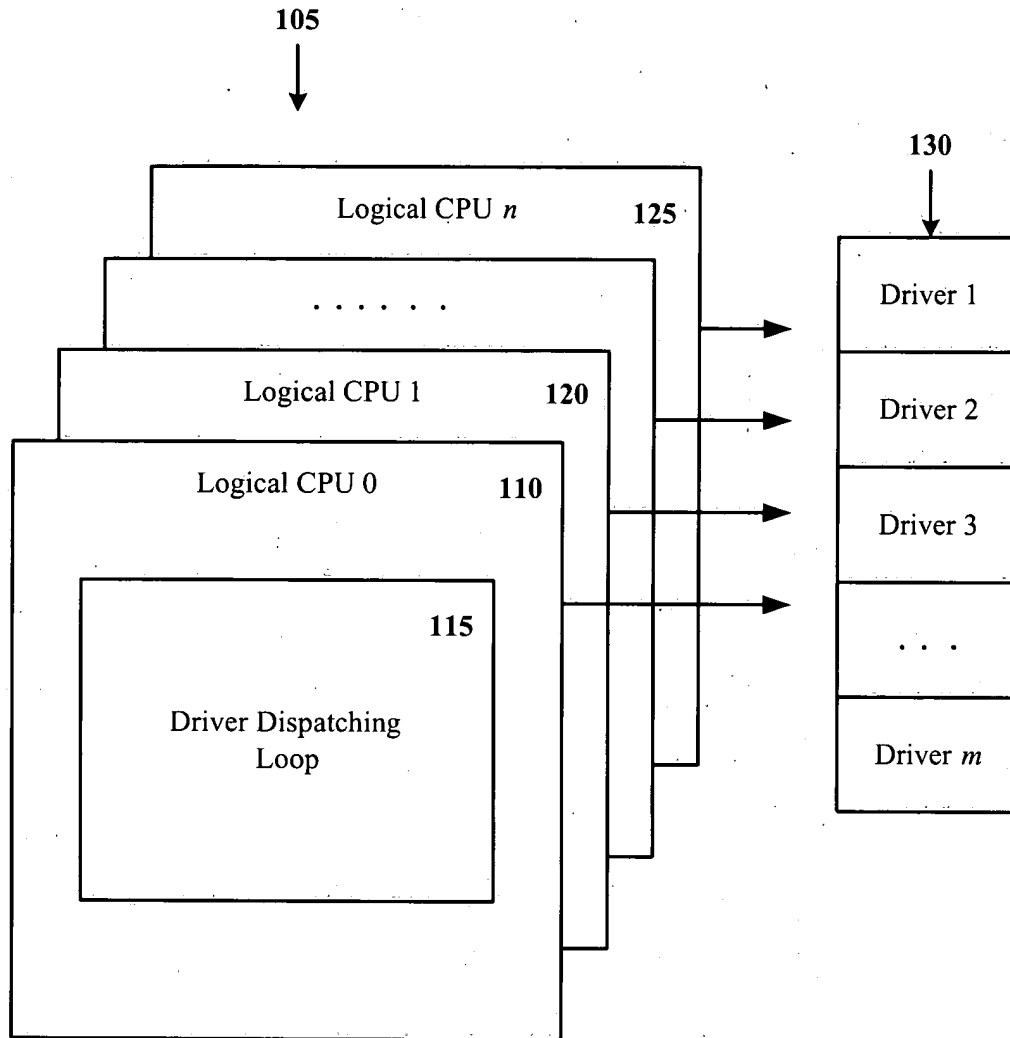 105
130
Logical CPU n
125
. . . . . .
Logical CPU 1
120
Logical CPU 0
110
115
Driver Dispatching
Loop
Driver 1
Driver 2
Driver 3
. . .
Driver m